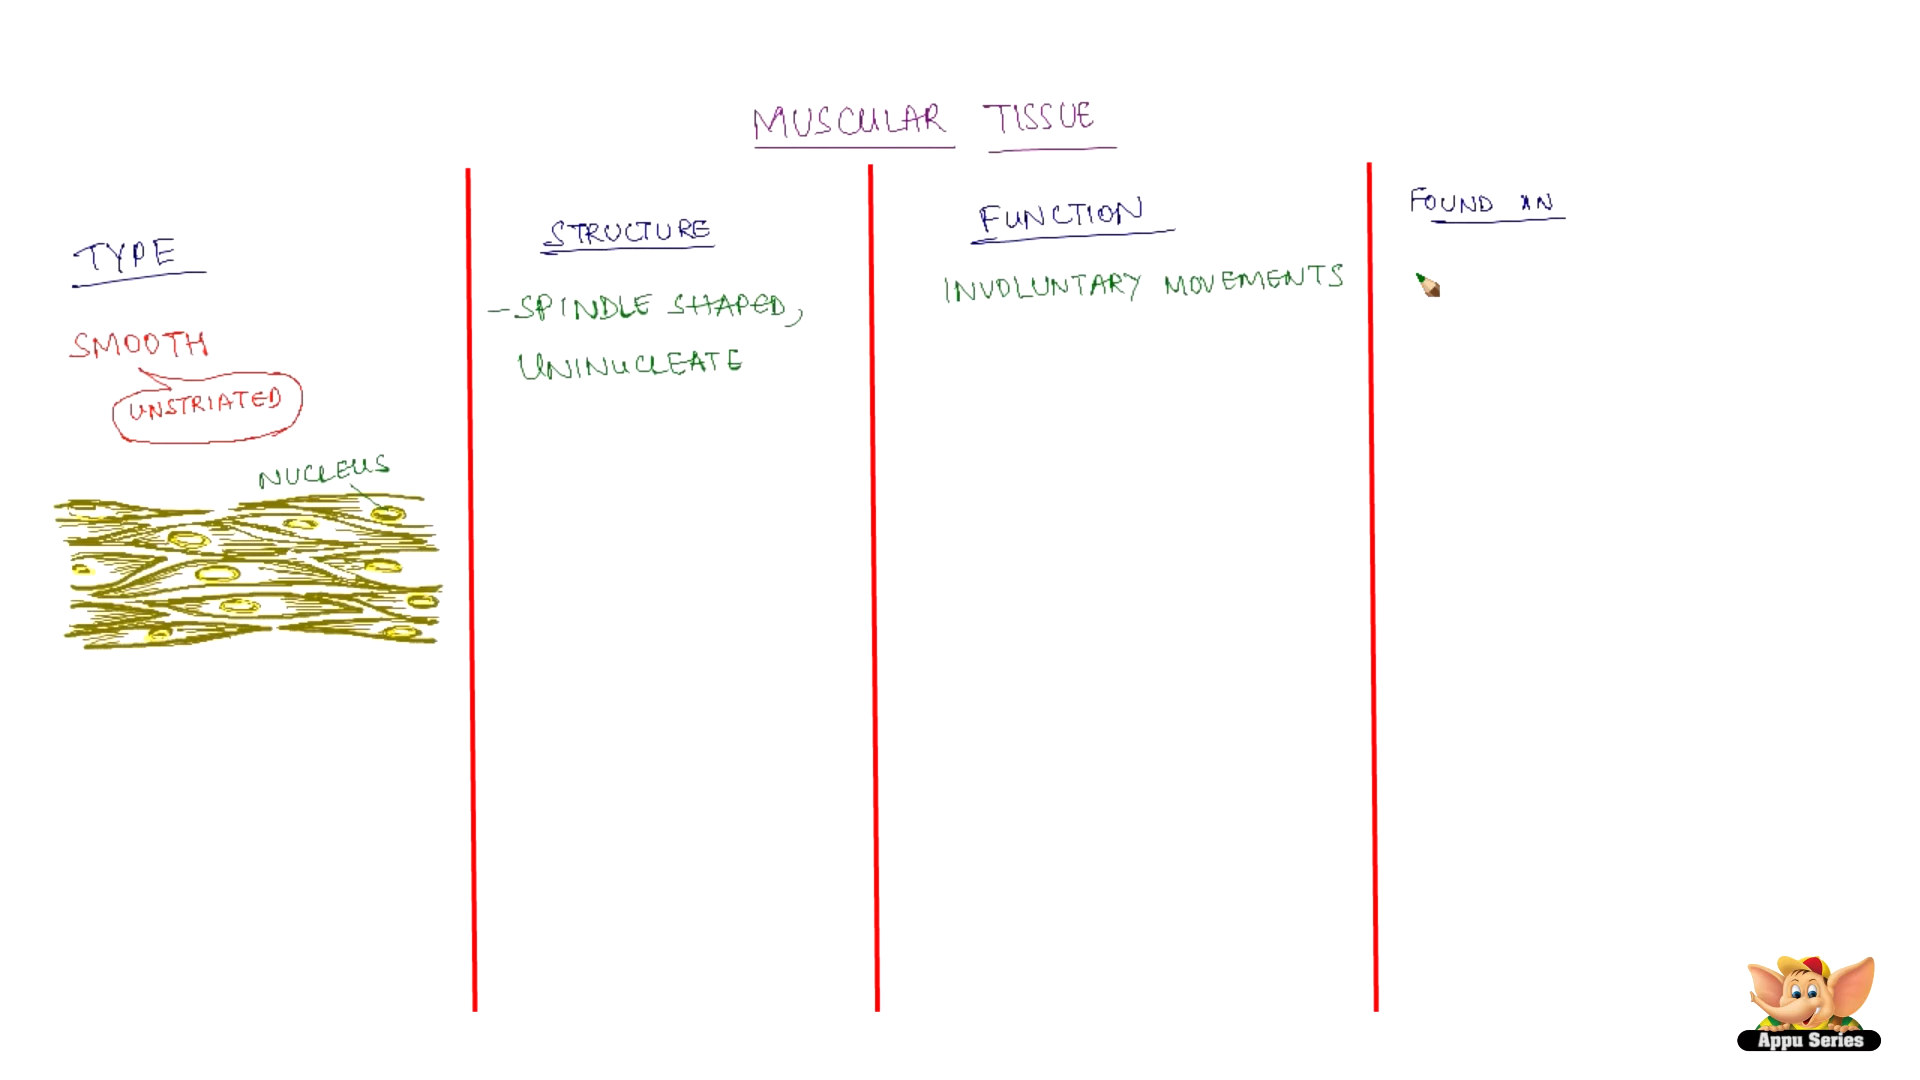 MUSCULAR TISSUE
TYPE
STRUCTURE
FUNCTION
FOUND IN
SMOOTH
UNSTRIATED
NUCLEUS
- SPINDLE SHAPED,
UNINUCLEATE
INVOLUNTARY MOVEMENTS
Appu Series